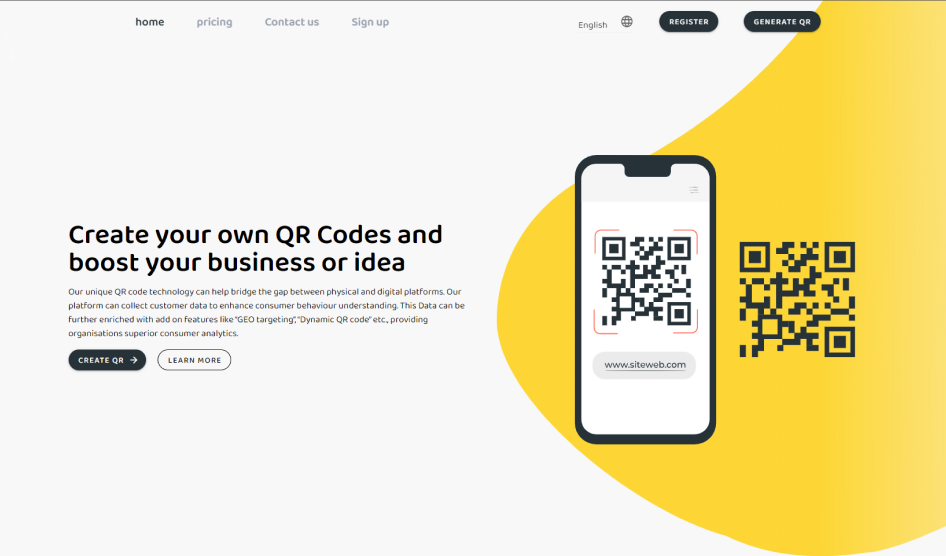 home
pricing
Contact us
Sign up
English
REGISTER
GENERATE QR
Create your own QR Codes and
boost your business or idea
Our unique QR code technology can help bridge the gap between physical and digital platforms. Our
platform can collect customer data to enhance consumer behaviour understanding. This Data can be
further enriched with add on features like “GEO targeting”, “Dynamic QR code” etc., providing
organisations superior consumer analytics.
CREATE QR
LEARN MORE
www.siteweb.com